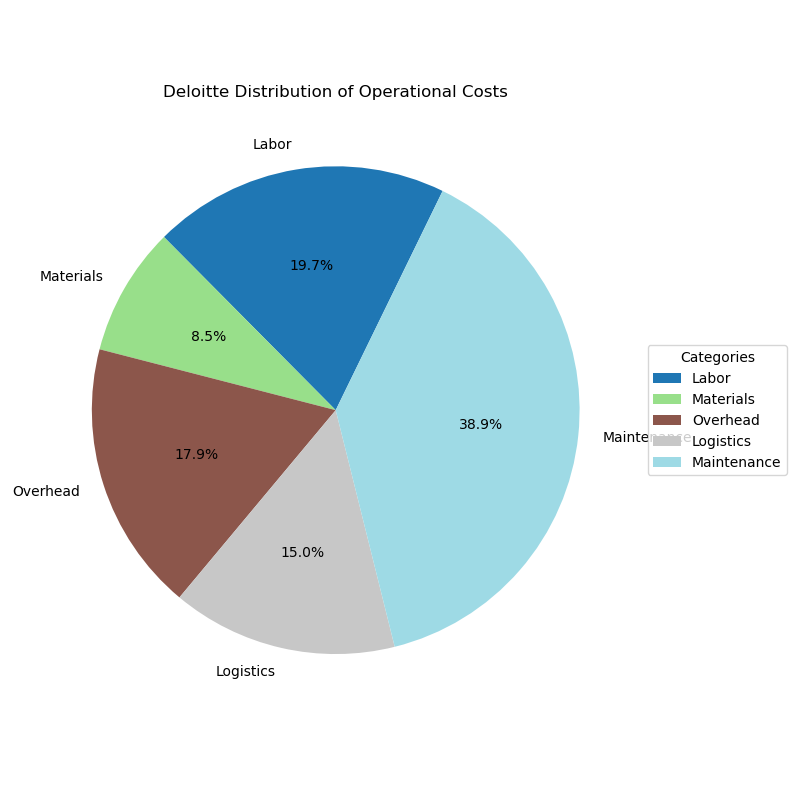 Deloitte Distribution of Operational Costs
Labor
19.7%
Materials
8.5%
38.9%
Overhead
17.9%
Maintenance
15.0%
Logistics
Categories
Labor
Materials
Overhead
Logistics
Maintenance